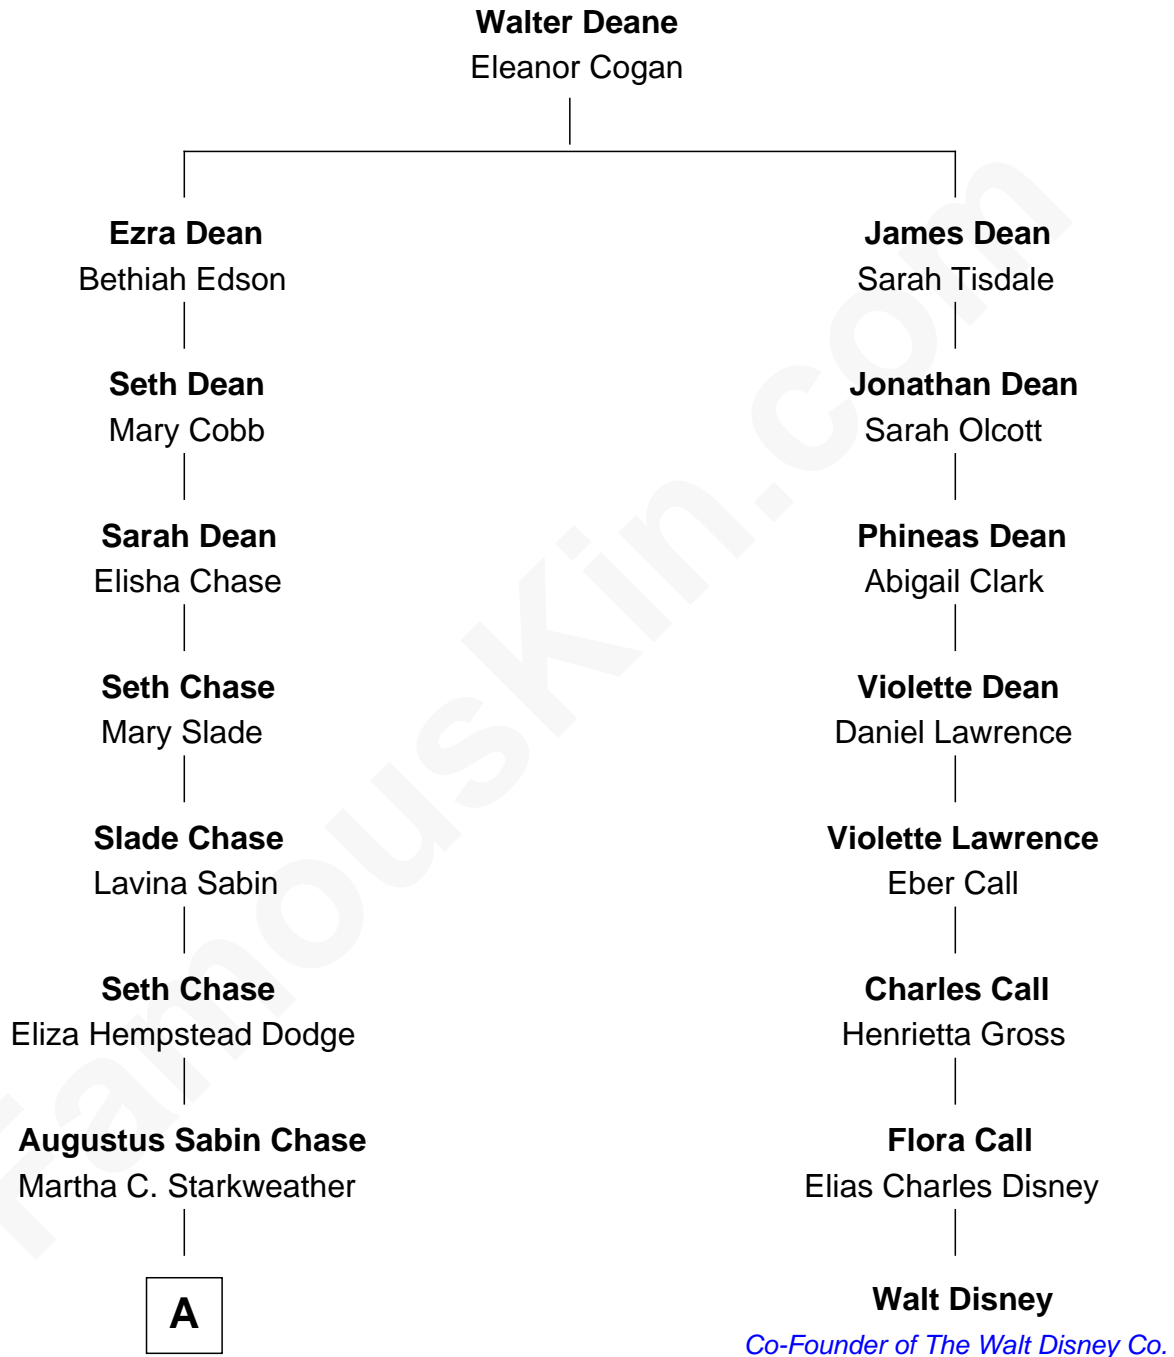 Walter Deane
Eleanor Cogan
Ezra Dean
Bethiah Edson
James Dean
Sarah Tisdale
Seth Dean
Mary Cobb
Jonathan Dean
Sarah Olcott
Sarah Dean
Elisha Chase
Phineas Dean
Abigail Clark
Seth Chase
Mary Slade
Violette Dean
Daniel Lawrence
Slade Chase
Lavina Sabin
Violette Lawrence
Eber Call
Seth Chase
Eliza Hempstead Dodge
Charles Call
Henrietta Gross
Augustus Sabin Chase
Martha C. Starkweather
Flora Call
Elias Charles Disney
A
Walt Disney
Co-Founder of The Walt Disney Co.
FamousKin.com